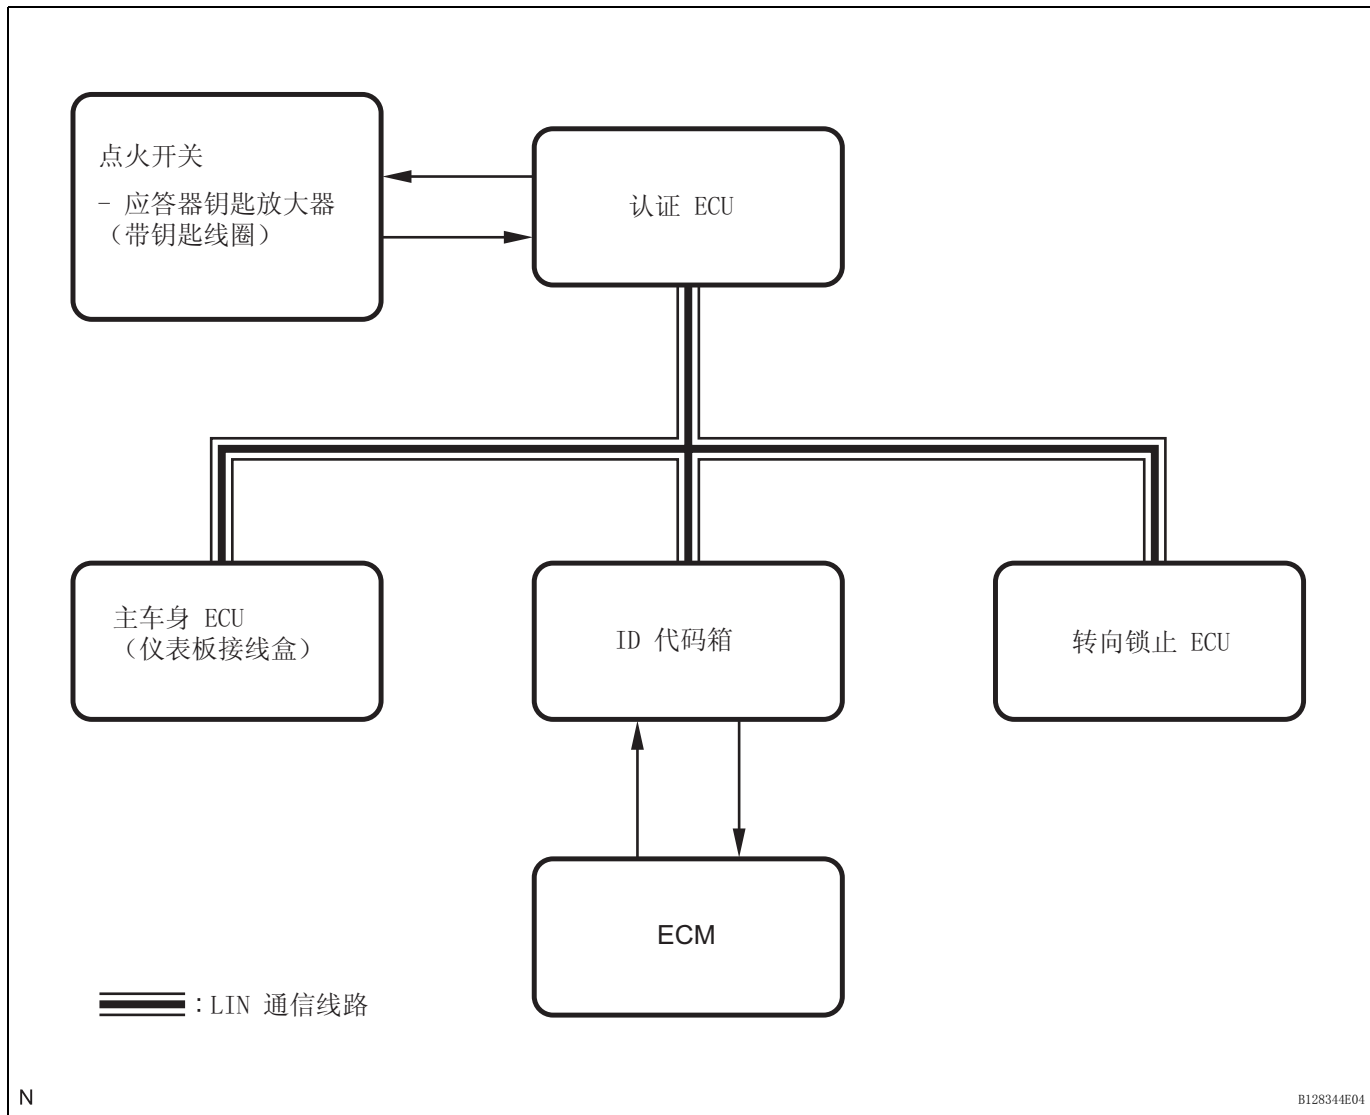 点火开关
- 应答器钥匙放大器
（带钥匙线圈）
认证 ECU
主车身 ECU
（仪表板接线盒）
ID 代码箱
转向锁止 ECU
ECM
：LIN 通信线路
N
B128344E04